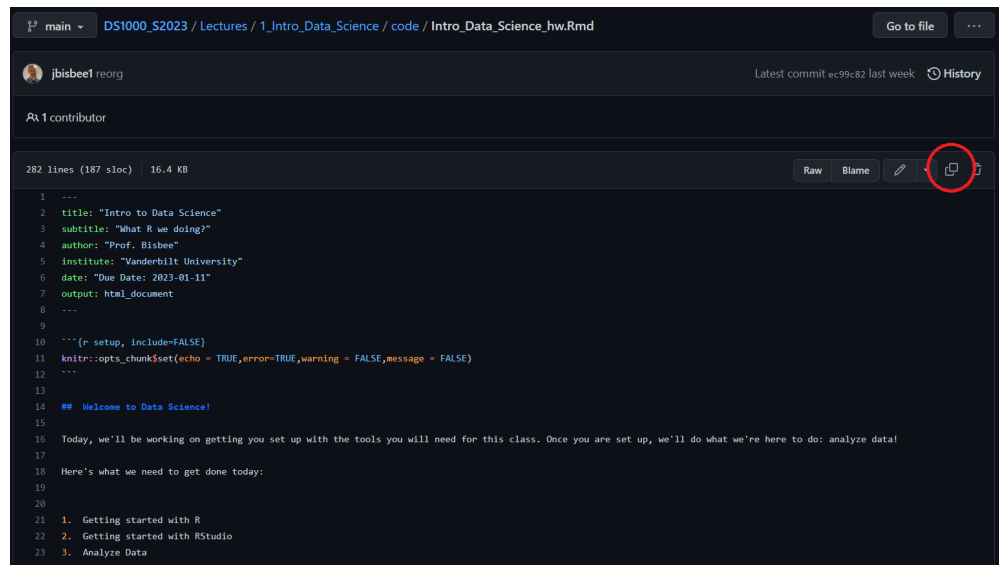 main DS1000_S2023 / Lectures / 1_Intro_Data_Science / code / Intro_Data_Science_hw.Rmd Go to file ...
jbisbee1 reorg Latest commit ec99c82 last week History
1 contributor
282 lines (187 sloc) 16.4 KB Raw Blame
1 ---
2 title: "Intro to Data Science"
3 subtitle: "What R we doing?"
4 author: "Prof. Bisbee"
5 institute: "Vanderbilt University"
6 date: "Due Date: 2023-01-11"
7 output: html_document
8 ---
9
10 ```{r setup, include=FALSE}
11 knitr::opts_chunk$set(echo = TRUE,error=TRUE,warning = FALSE,message = FALSE)
12 ```
13
14 ##  Welcome to Data Science!
15
16 Today, we'll be working on getting you set up with the tools you will need for this class. Once you are set up, we'll do what we're here to do: analyze data!
17
18 Here's what we need to get done today:
19
20
21 1.  Getting started with R
22 2.  Getting started with RStudio
23 3.  Analyze Data